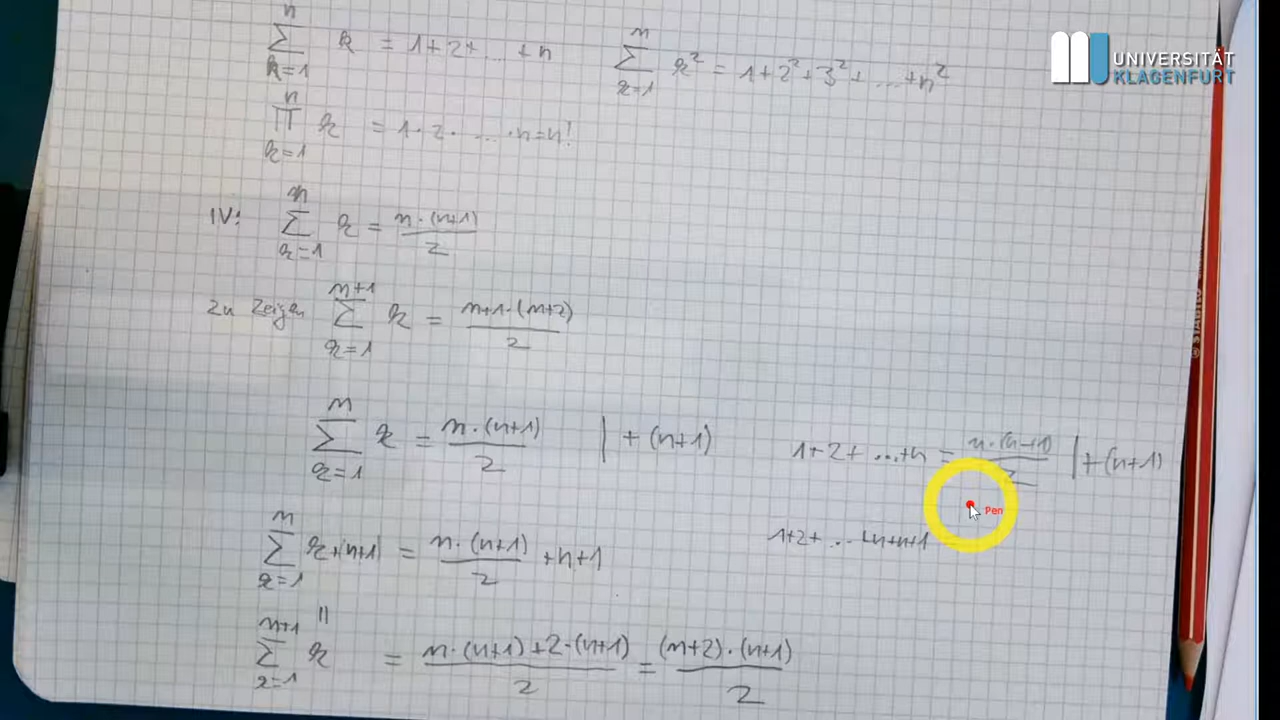 n∑k=1 k = 1+2+...+n   n∑k=1 k² = 1+2²+3²+...+n²
UNIVERSITÄT
KLAGENFURT
n∏k=1 k = 1·2·...·n=n!
IV: n∑k=1 k = n·(n+1)/2
Zu Zeigen n+1∑k=1 k = n+1·(n+2)/2
n∑k=1 k = n·(n+1)/2 | + (n+1)   1+2+...+n = n·(n+1)/2 | +(n+1)
Pen
n∑k=1 k+(n+1) = n·(n+1)/2 +n+1   1+2+...+n+n+1
n+1∑k=1 k = n·(n+1)+2·(n+1)/2 = (n+2)·(n+1)/2